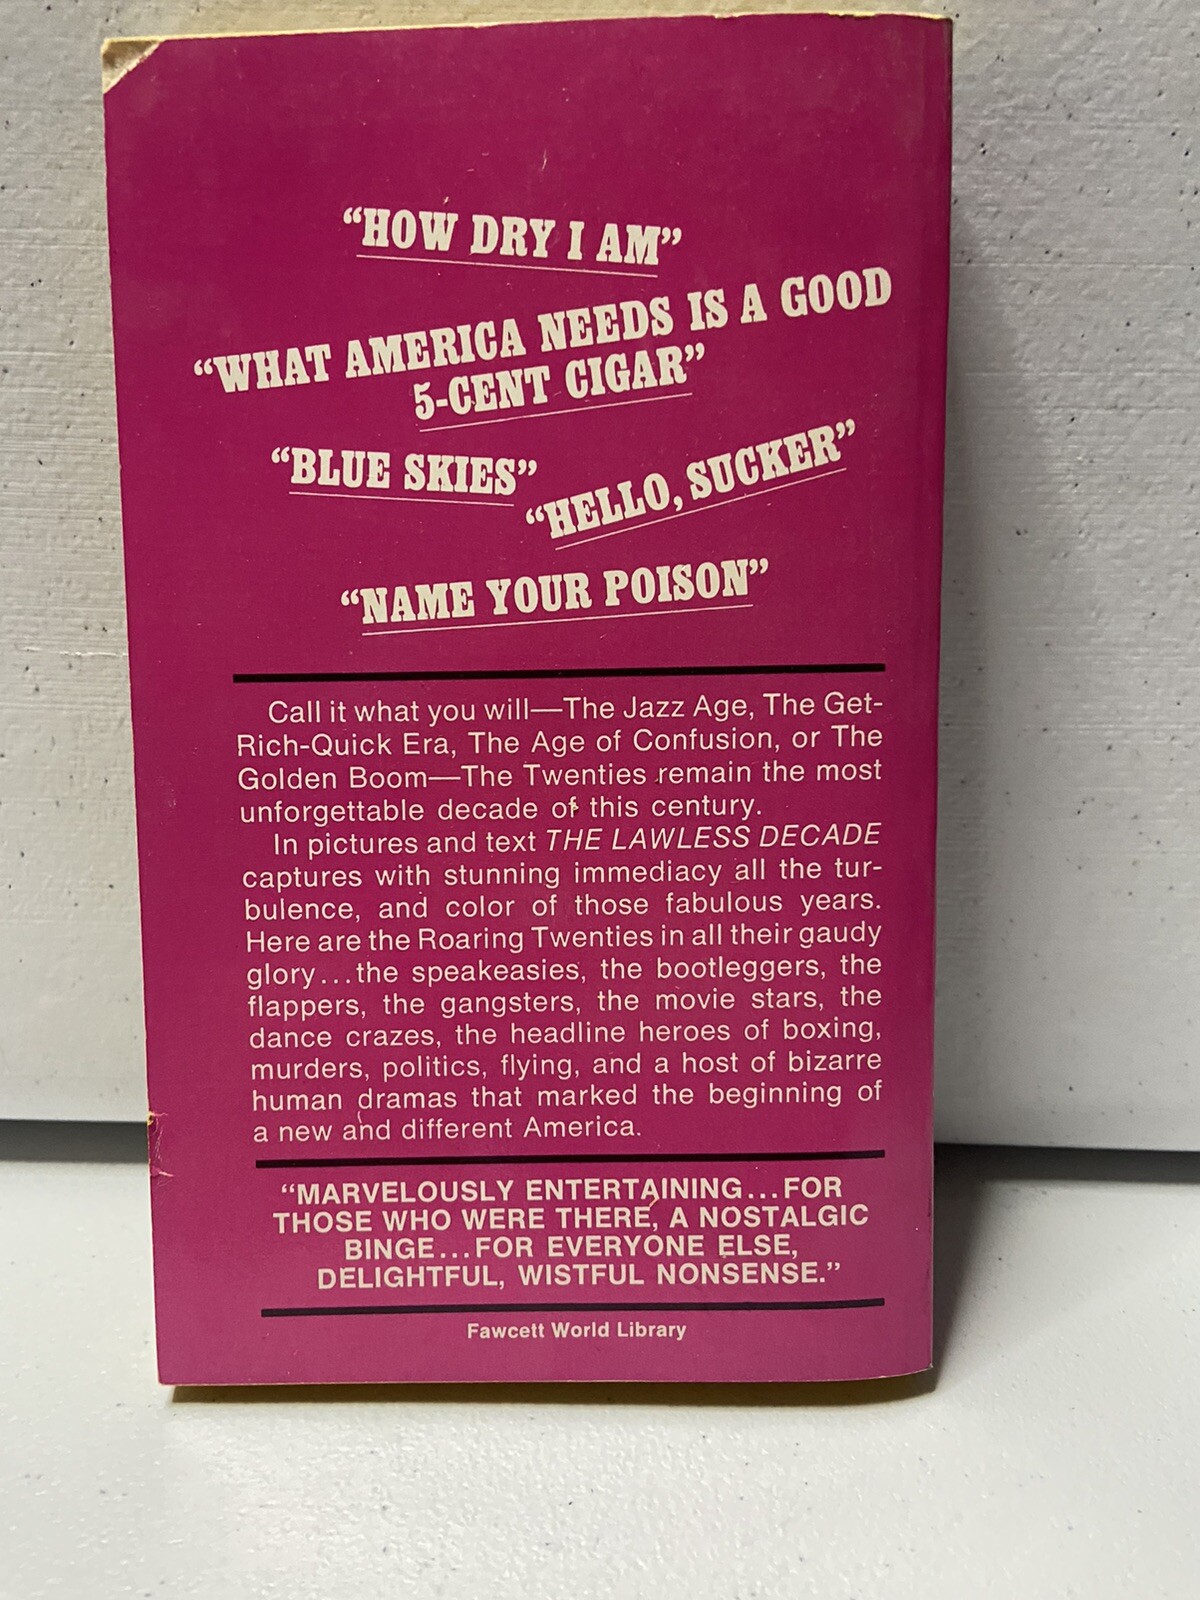 “HOW DRY I AM”
“WHAT AMERICA NEEDS IS A GOOD
5-CENT CIGAR”
“BLUE SKIES”
“HELLO, SUCKER”
“NAME YOUR POISON”
Call it what you will—The Jazz Age, The Get-
Rich-Quick Era, The Age of Confusion, or The
Golden Boom—The Twenties remain the most
unforgettable decade of this century.
In pictures and text THE LAWLESS DECADE
captures with stunning immediacy all the tur-
bulence, and color of those fabulous years.
Here are the Roaring Twenties in all their gaudy
glory...the speakeasies, the bootleggers, the
flappers, the gangsters, the movie stars, the
dance crazes, the headline heroes of boxing,
murders, politics, flying, and a host of bizarre
human dramas that marked the beginning of
a new and different America.
“MARVELOUSLY ENTERTAINING...FOR
THOSE WHO WERE THERE, A NOSTALGIC
BINGE...FOR EVERYONE ELSE,
DELIGHTFUL, WISTFUL NONSENSE.”
Fawcett World Library